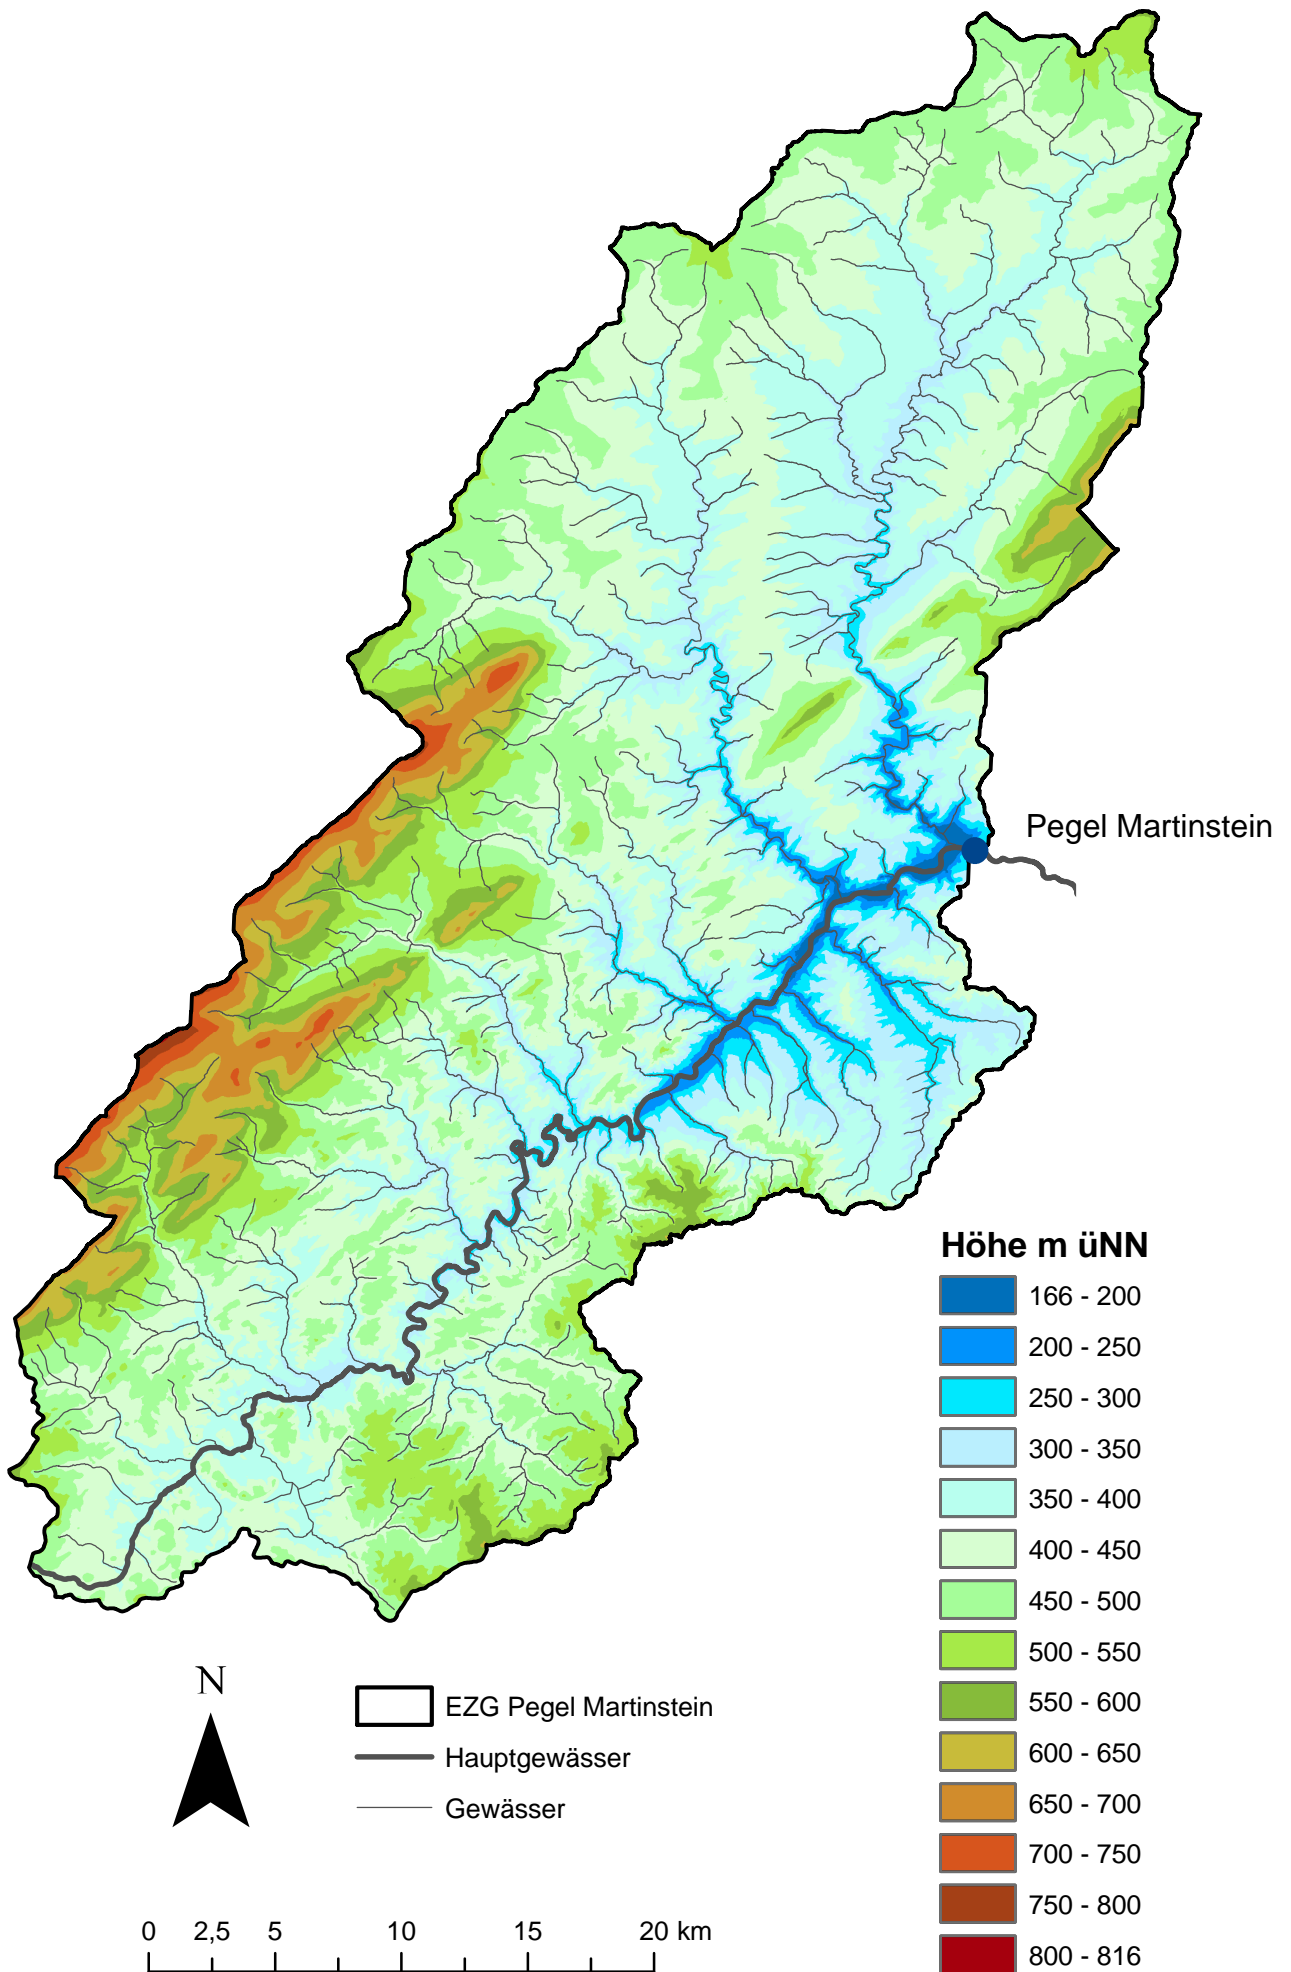 Pegel Martinstein
Höhe m üNN
166 - 200
200 - 250
250 - 300
300 - 350
350 - 400
400 - 450
450 - 500
500 - 550
550 - 600
600 - 650
650 - 700
700 - 750
750 - 800
800 - 816
N
EZG Pegel Martinstein
Hauptgewässer
Gewässer
0 2,5 5 10 15 20 km